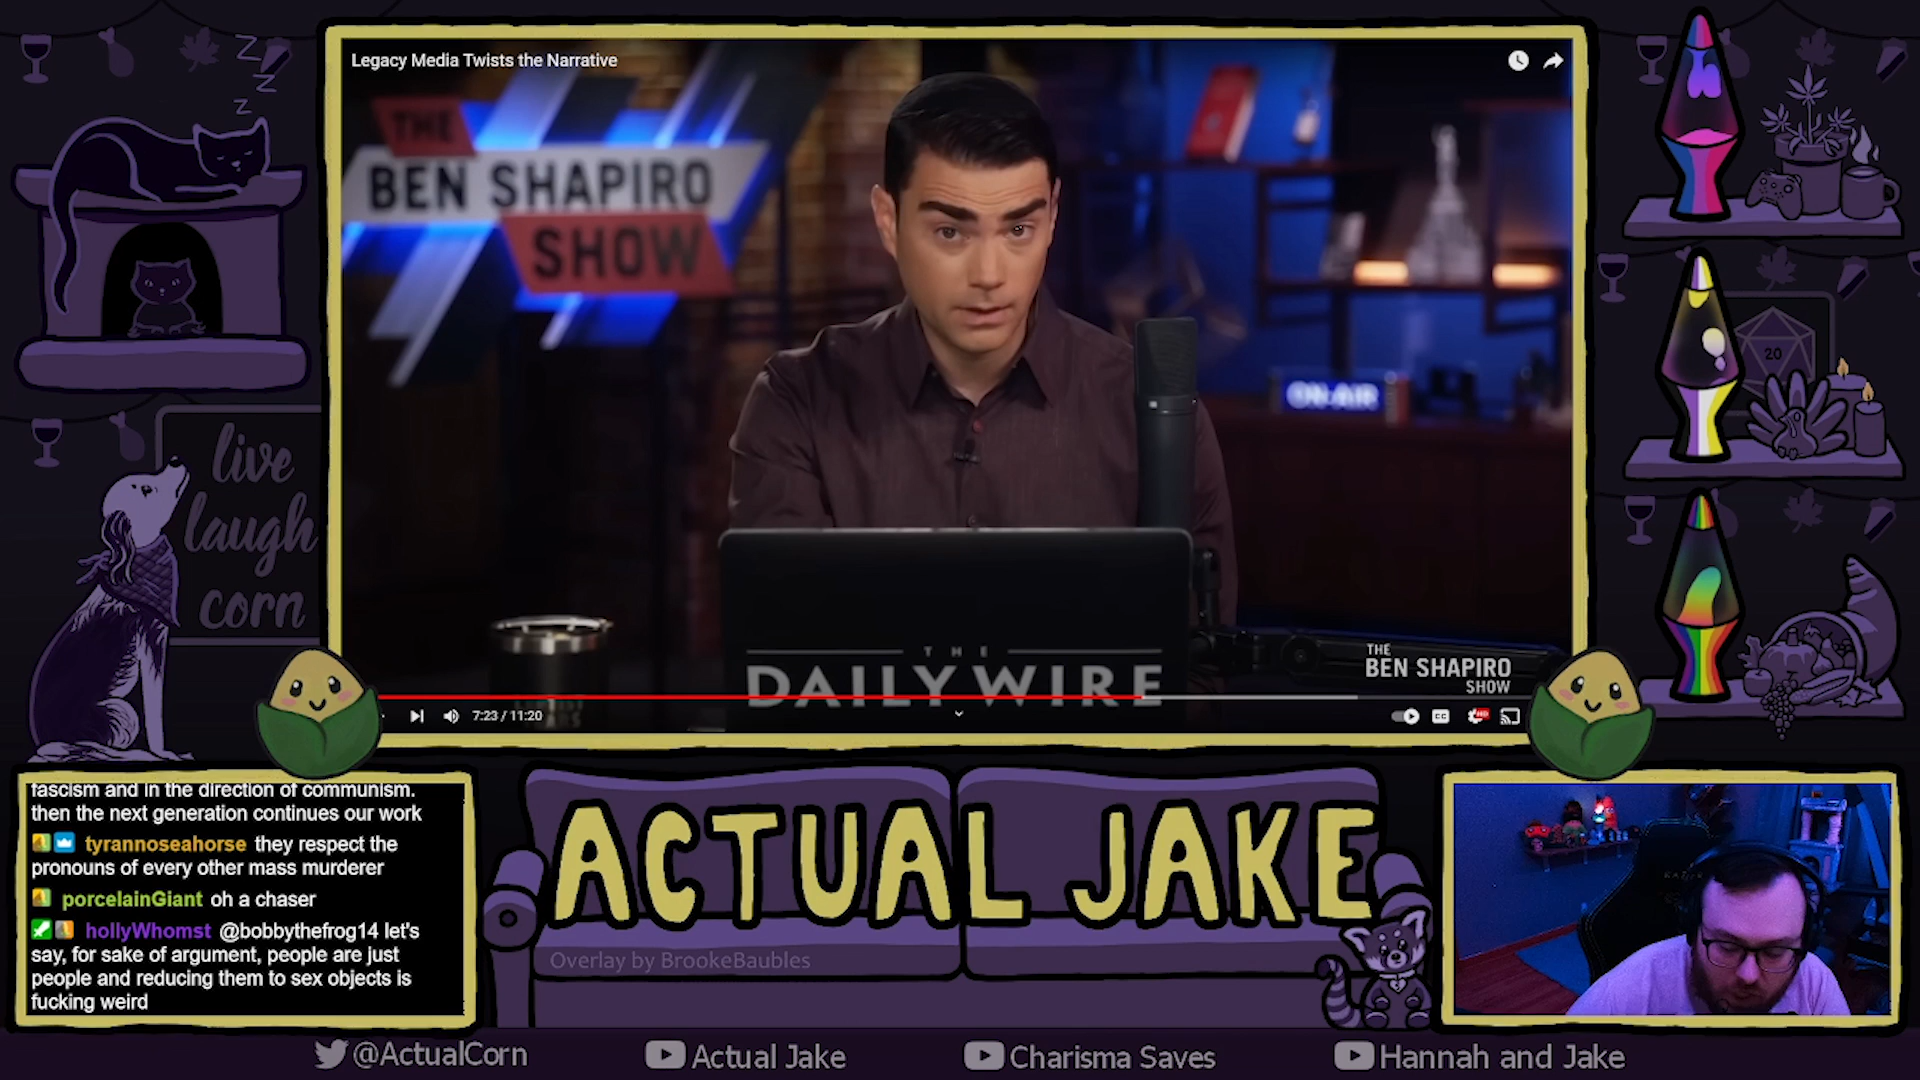 Legacy Media Twists the Narrative
THE
BEN SHAPIRO
SHOW
ON-AIR
20
live
laugh
corn
THE
DAILY WIRE
THE
BEN SHAPIRO
SHOW
7:23 / 11:20
CC
HD
fascism and in the direction of communism.
then the next generation continues our work
tyrannoseahorse they respect the
pronouns of every other mass murderer
porcelainGiant oh a chaser
hollyWhomst @bobbythefrog14 let's
say, for sake of argument, people are just
people and reducing them to sex objects is
fucking weird
ACTUAL JAKE
Overlay by BrookeBaubles
@ActualCorn
Actual Jake
Charisma Saves
Hannah and Jake
Z
Z
Z